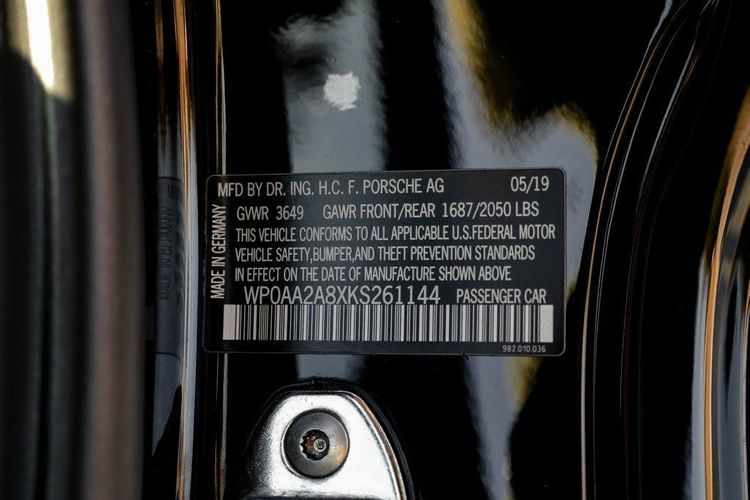 MFD BY DR. ING. H.C. F. PORSCHE AG 05/19
GVWR 3649 GAWR FRONT/REAR 1687/2050 LBS
THIS VEHICLE CONFORMS TO ALL APPLICABLE U.S.FEDERAL MOTOR
VEHICLE SAFETY,BUMPER,AND THEFT PREVENTION STANDARDS
IN EFFECT ON THE DATE OF MANUFACTURE SHOWN ABOVE
WP0AA2A8XKS261144 PASSENGER CAR
982.010.036
MADE IN GERMANY